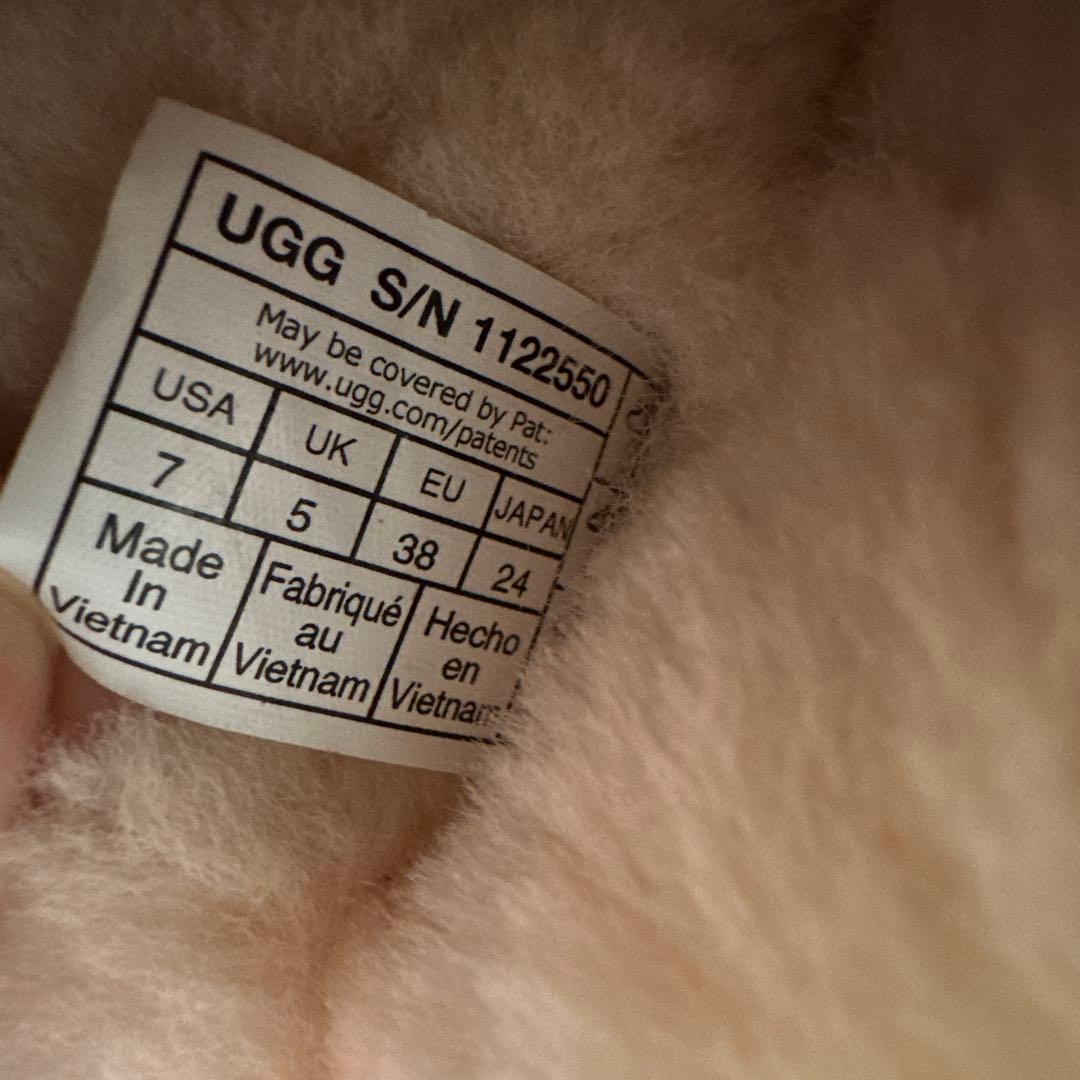 UGG S/N 1122550
May be covered by Pat:
www.ugg.com/patents
USA UK EU JAPAN
7 5 38 24
Made Fabriqué Hecho
In au en
Vietnam Vietnam Vietnam